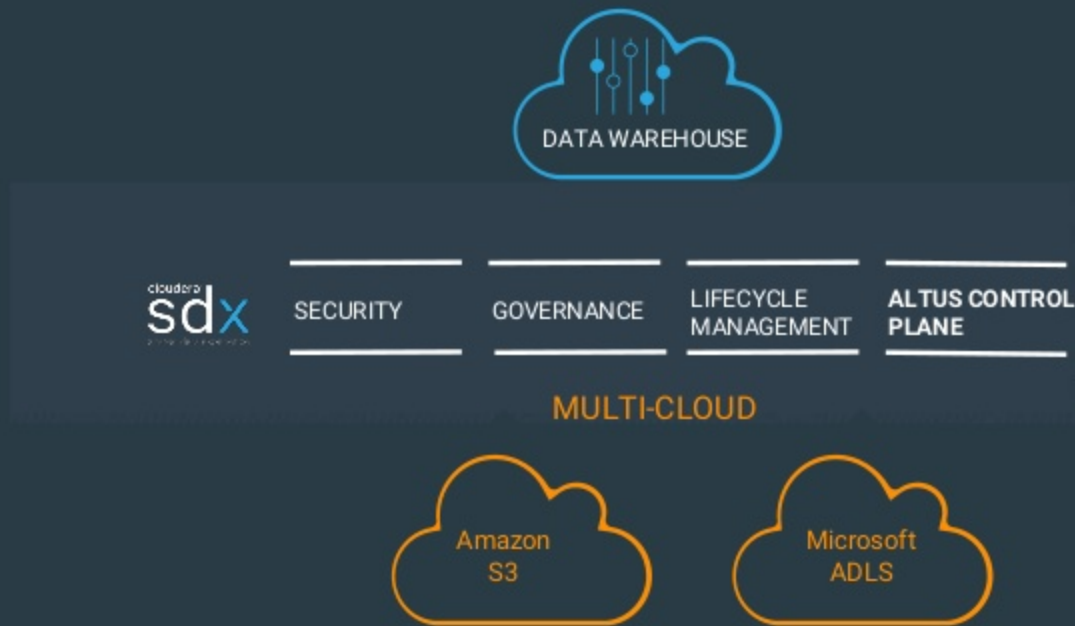 DATA WAREHOUSE
cloudera
sdx
SECURITY
GOVERNANCE
LIFECYCLE
MANAGEMENT
ALTUS CONTROL
PLANE
MULTI-CLOUD
Amazon
S3
Microsoft
ADLS